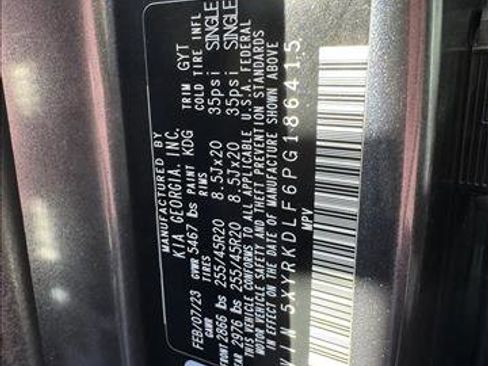 MANUFACTURED BY
KIA GEORGIA, INC.
FEB/07/23 GVWR 5467 lbs PAINT KDG TRIM GYT
GAWR TIRES RIMS COLD TIRE INFL
FRONT 2866 lbs 255/45R20 8.5Jx20 35psi SINGLE
REAR 2976 lbs 255/45R20 8.5Jx20 35psi SINGLE
THIS VEHICLE CONFORMS TO ALL APPLICABLE U.S.A. FEDERAL
MOTOR VEHICLE SAFETY AND THEFT PREVENTION STANDARDS
IN EFFECT ON THE DATE OF MANUFACTURE SHOWN ABOVE
VIN 5XYRKDLF6PG186415
MPV